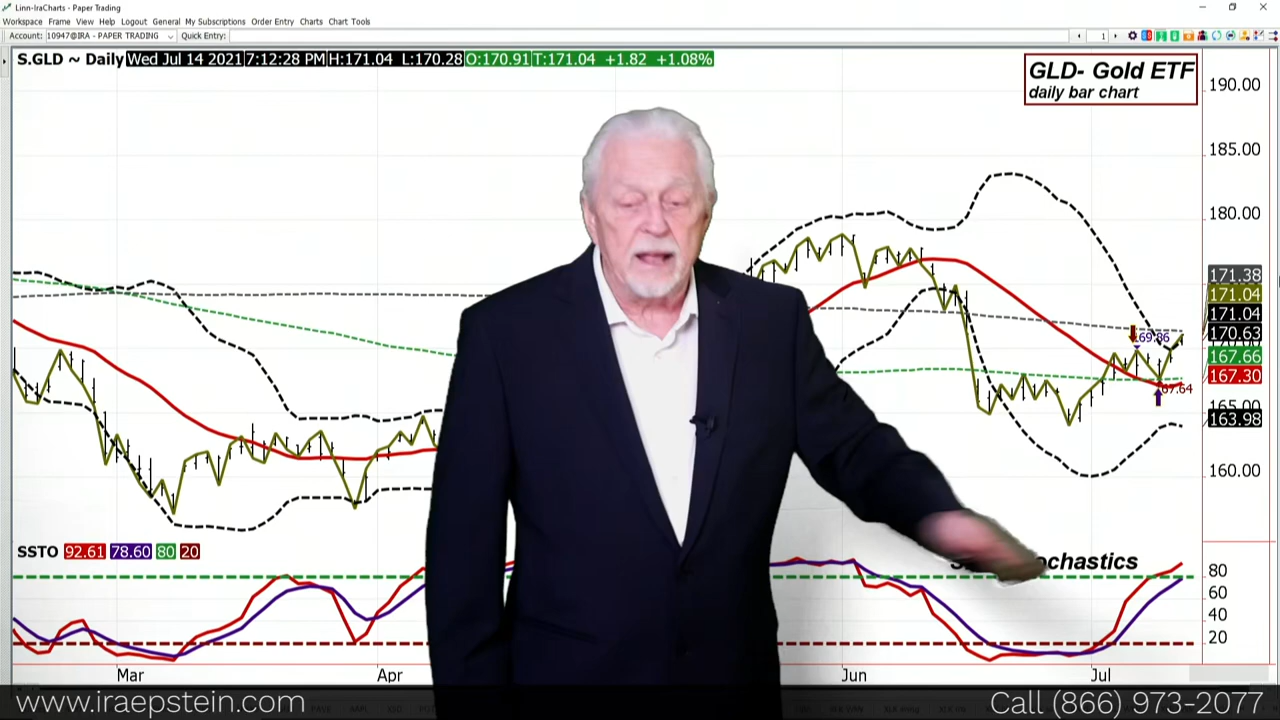 Linn-IraCharts - Paper Trading
Workspace Frame View Help Logout General My Subscriptions Order Entry Charts Chart Tools
Account: 10947@IRA - PAPER TRADING Quick Entry: 1
S.GLD ~ Daily Wed Jul 14 2021 7:12:28 PM H:171.04 L:170.28 O:170.91 T:171.04 +1.82 +1.08%
GLD- Gold ETF
daily bar chart
190.00
185.00
180.00
171.38
171.04
171.04
170.63
169.86
167.66
167.30
67.64
165.00
163.98
160.00
SSTO 92.61 78.60 80 20
ochastics
80
60
40
20
Mar Apr Jun Jul
www.iraepstein.com Call (866) 973-2077